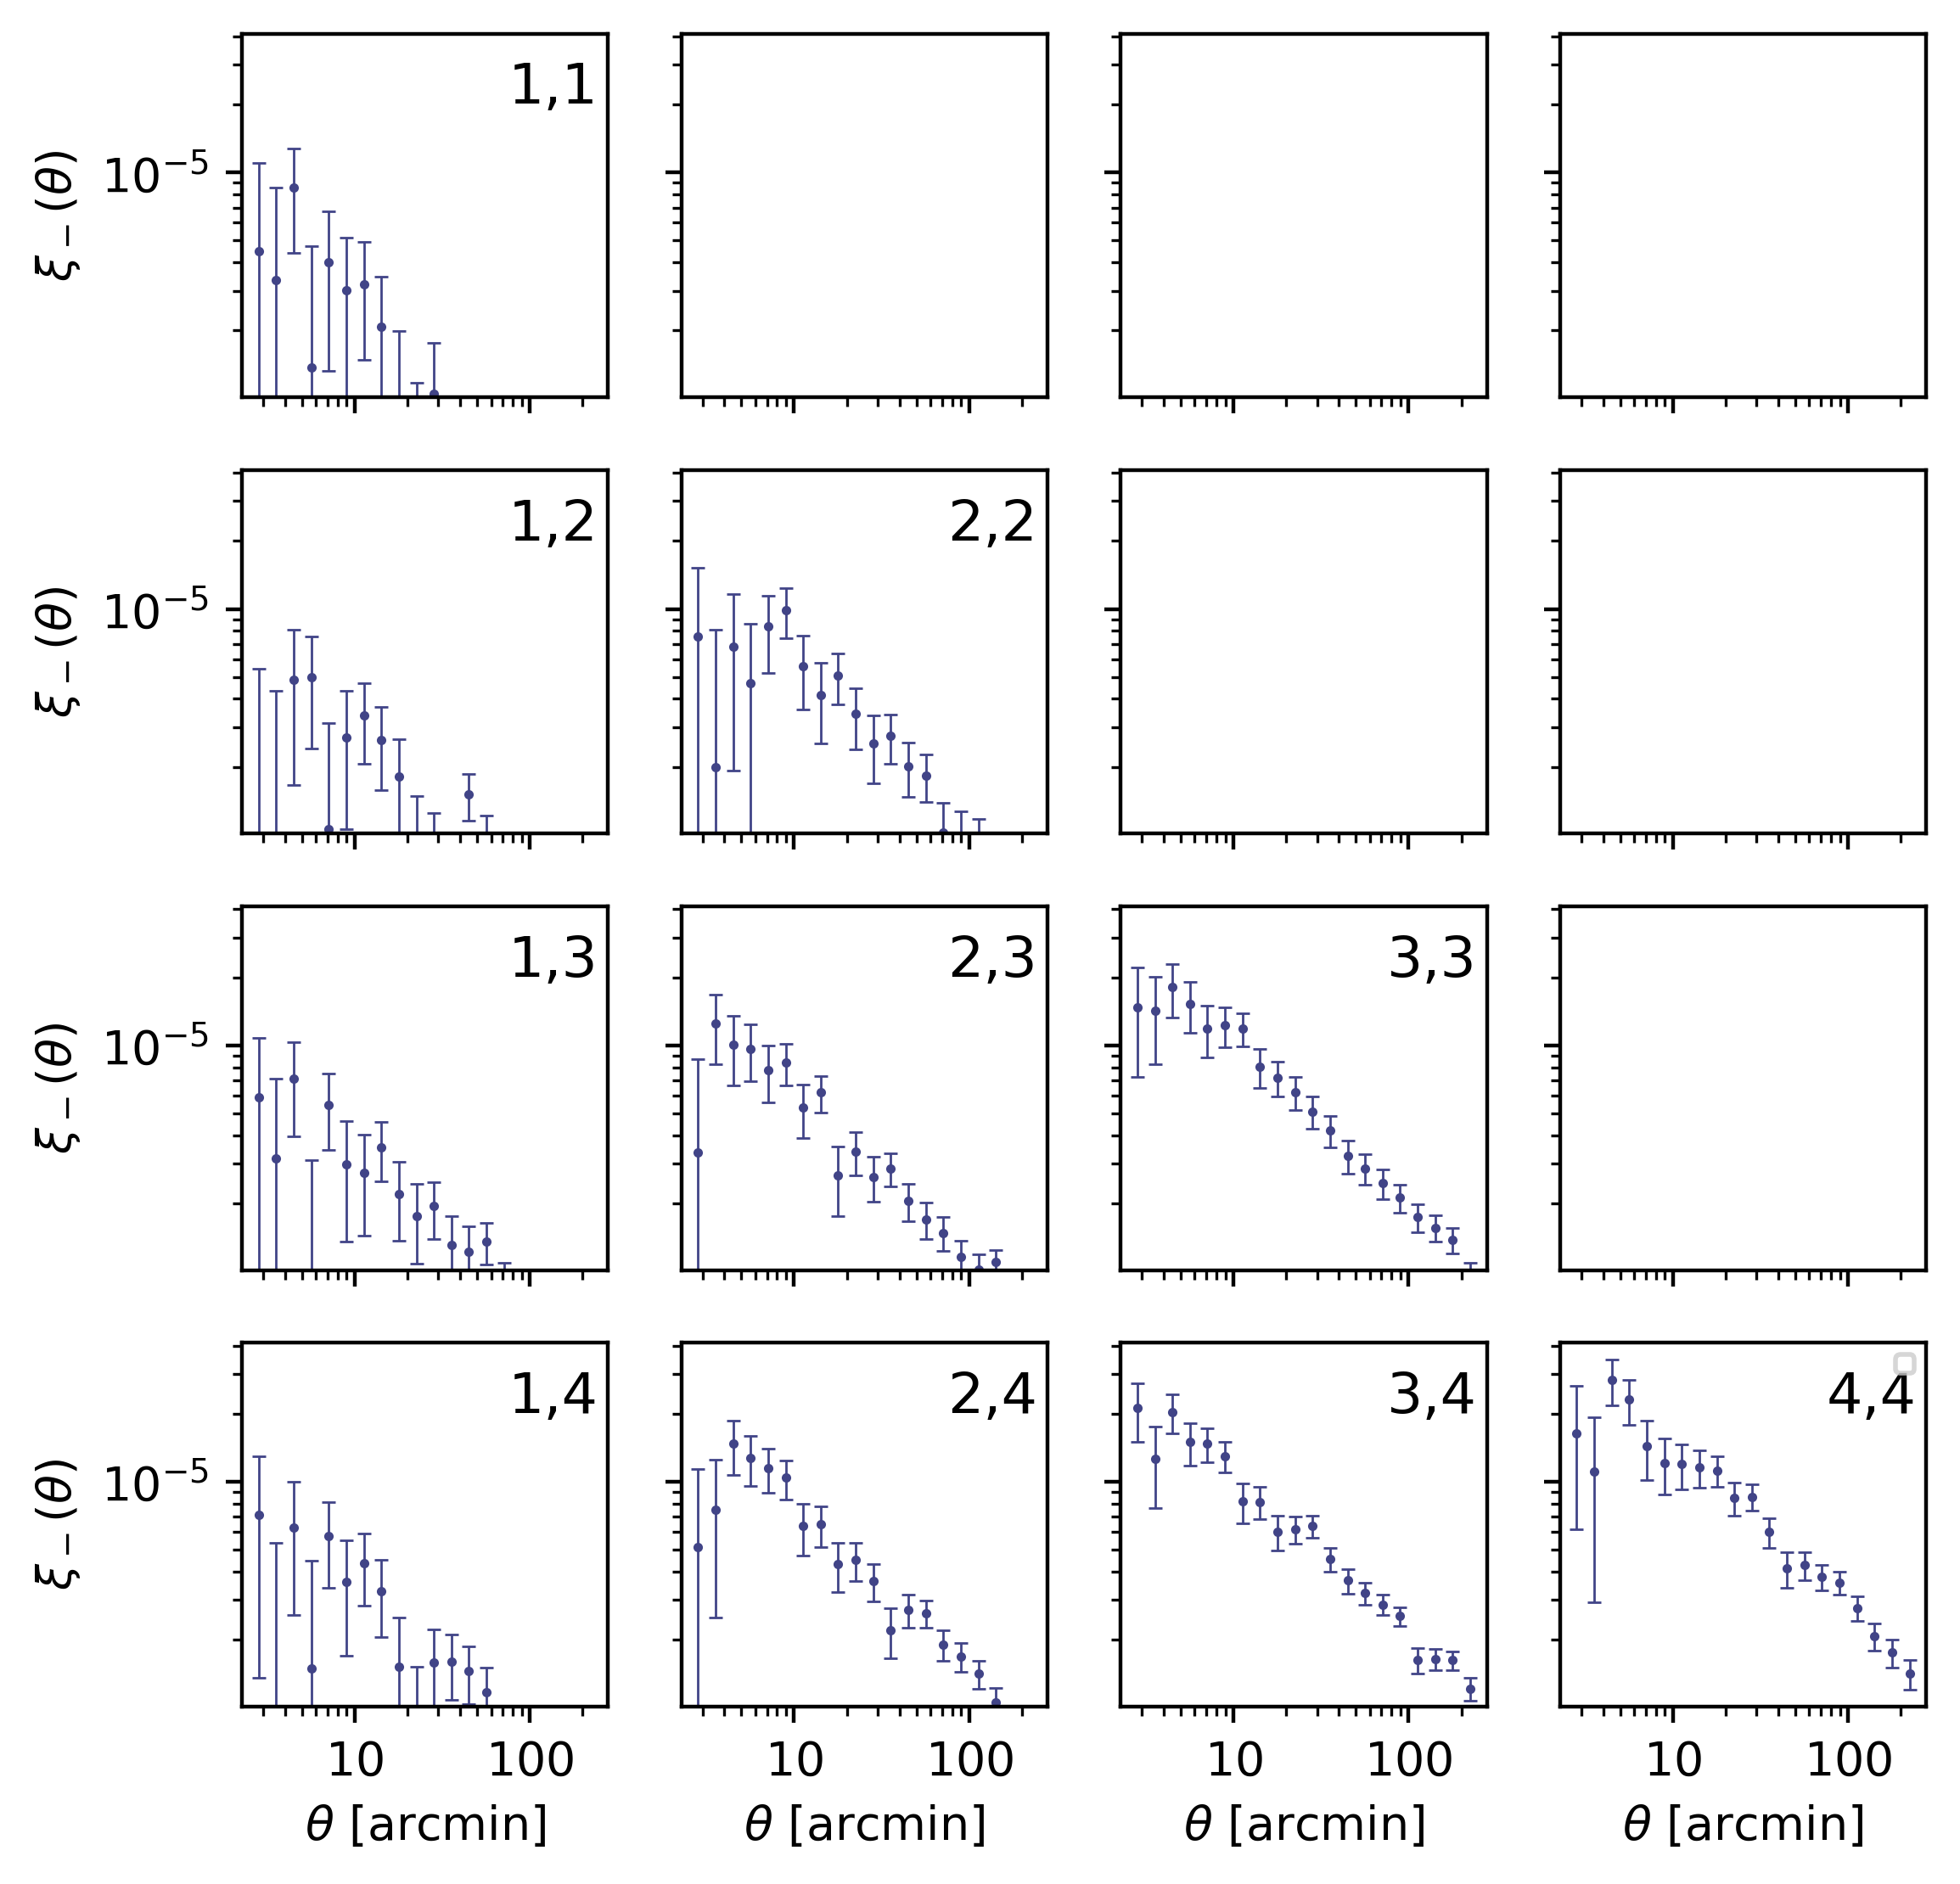 ξ₋(θ) 10⁻⁵ 1,1
ξ₋(θ) 10⁻⁵ 1,2 2,2
ξ₋(θ) 10⁻⁵ 1,3 2,3 3,3
ξ₋(θ) 10⁻⁵ 1,4 2,4 3,4 4,4
10 100 10 100 10 100 10 100
θ [arcmin] θ [arcmin] θ [arcmin] θ [arcmin]